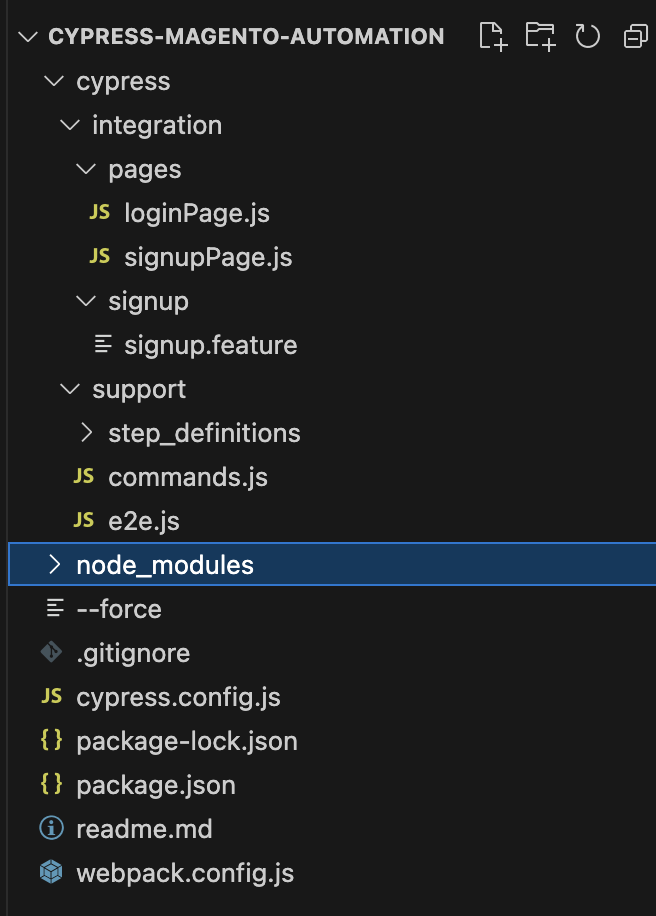 CYPRESS-MAGENTO-AUTOMATION
cypress
integration
pages
JS loginPage.js
JS signupPage.js
signup
signup.feature
support
step_definitions
JS commands.js
JS e2e.js
node_modules
--force
.gitignore
JS cypress.config.js
{} package-lock.json
{} package.json
readme.md
webpack.config.js